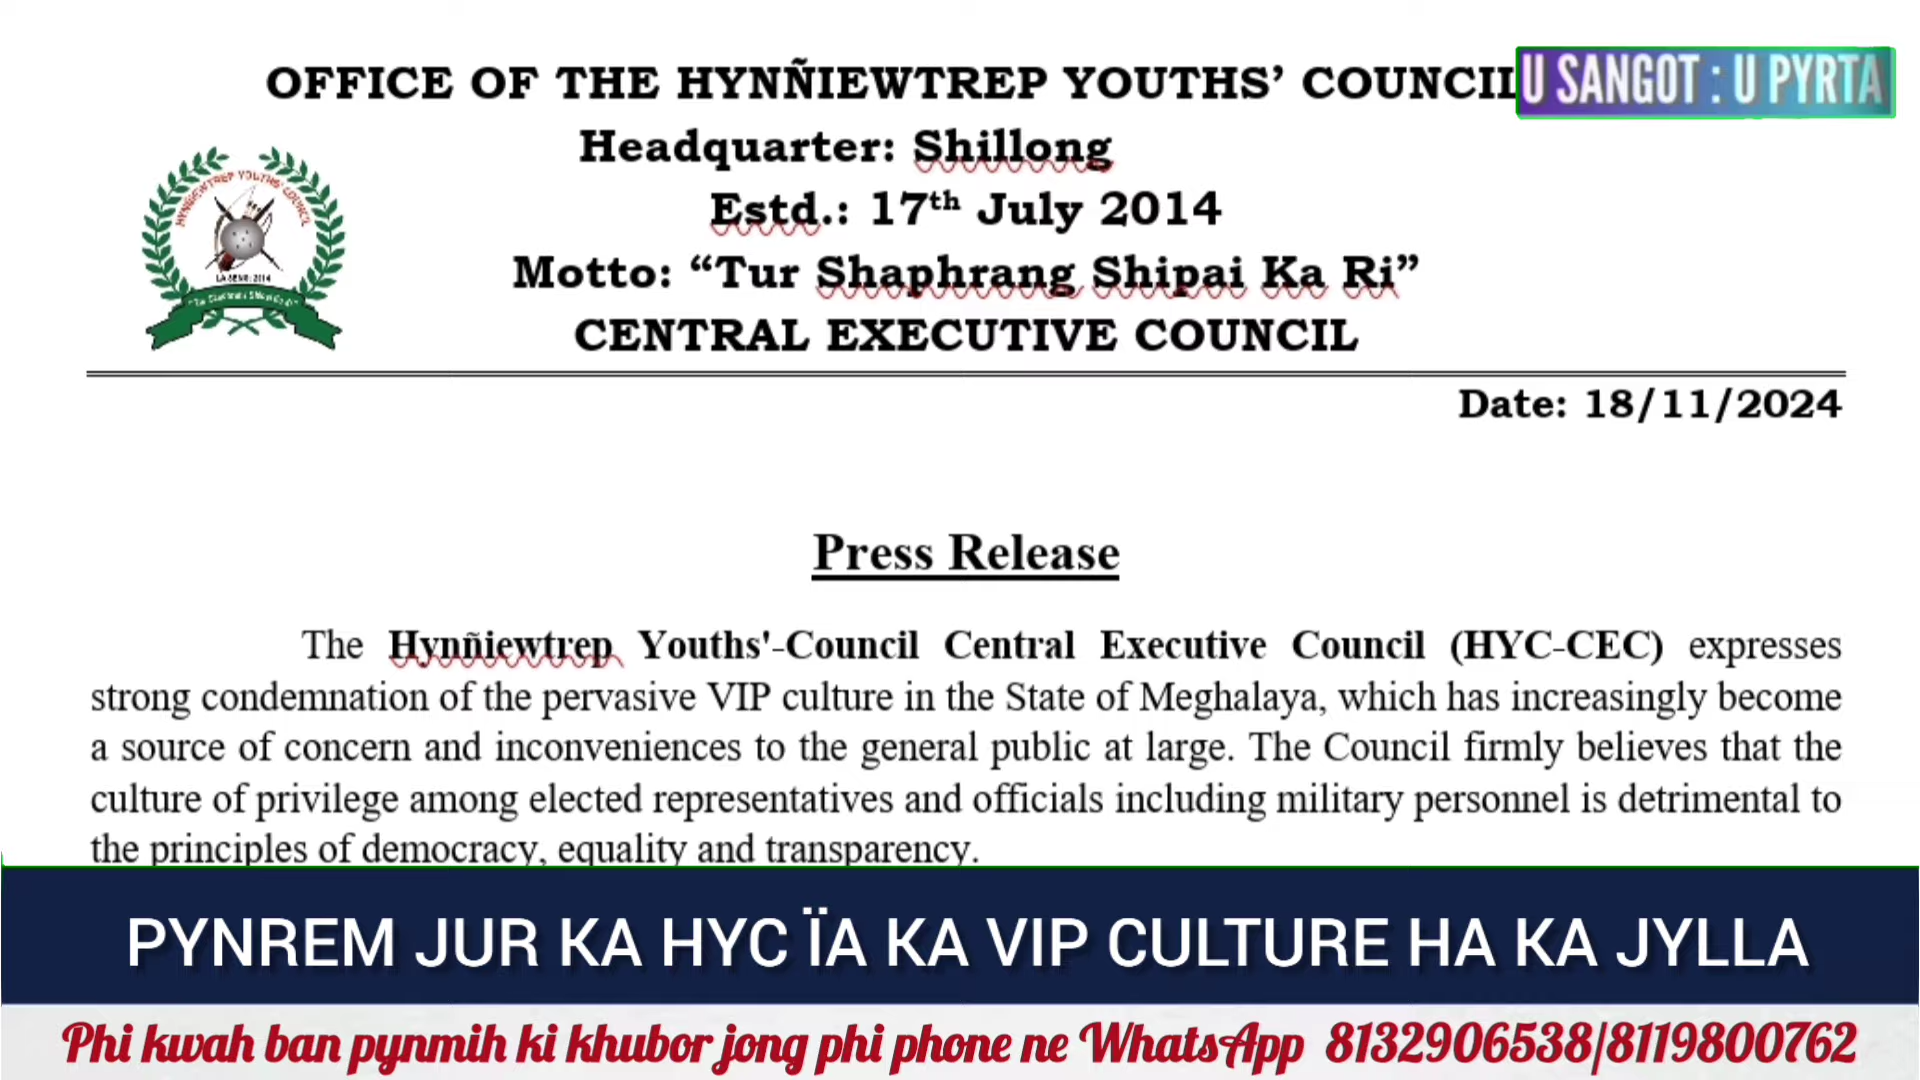 OFFICE OF THE HYNÑIEWTREP YOUTHS’ COUNCIL
U SANGOT : U PYRTA
Headquarter: Shillong
Estd.: 17th July 2014
Motto: “Tur Shaphrang Shipai Ka Ri”
CENTRAL EXECUTIVE COUNCIL
HYNÑIEWTREP YOUTHS' COUNCIL
Date: 18/11/2024
Press Release
The Hynñiewtrep Youths'-Council Central Executive Council (HYC-CEC) expresses
strong condemnation of the pervasive VIP culture in the State of Meghalaya, which has increasingly become
a source of concern and inconveniences to the general public at large. The Council firmly believes that the
culture of privilege among elected representatives and officials including military personnel is detrimental to
the principles of democracy, equality and transparency.
PYNREM JUR KA HYC ÏA KA VIP CULTURE HA KA JYLLA
Phi kwah ban pynmih ki khubor jong phi phone ne WhatsApp 8132906538/8119800762